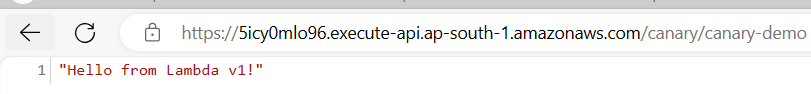 https://5icy0mlo96.execute-api.ap-south-1.amazonaws.com/canary/canary-demo
1 "Hello from Lambda v1!"